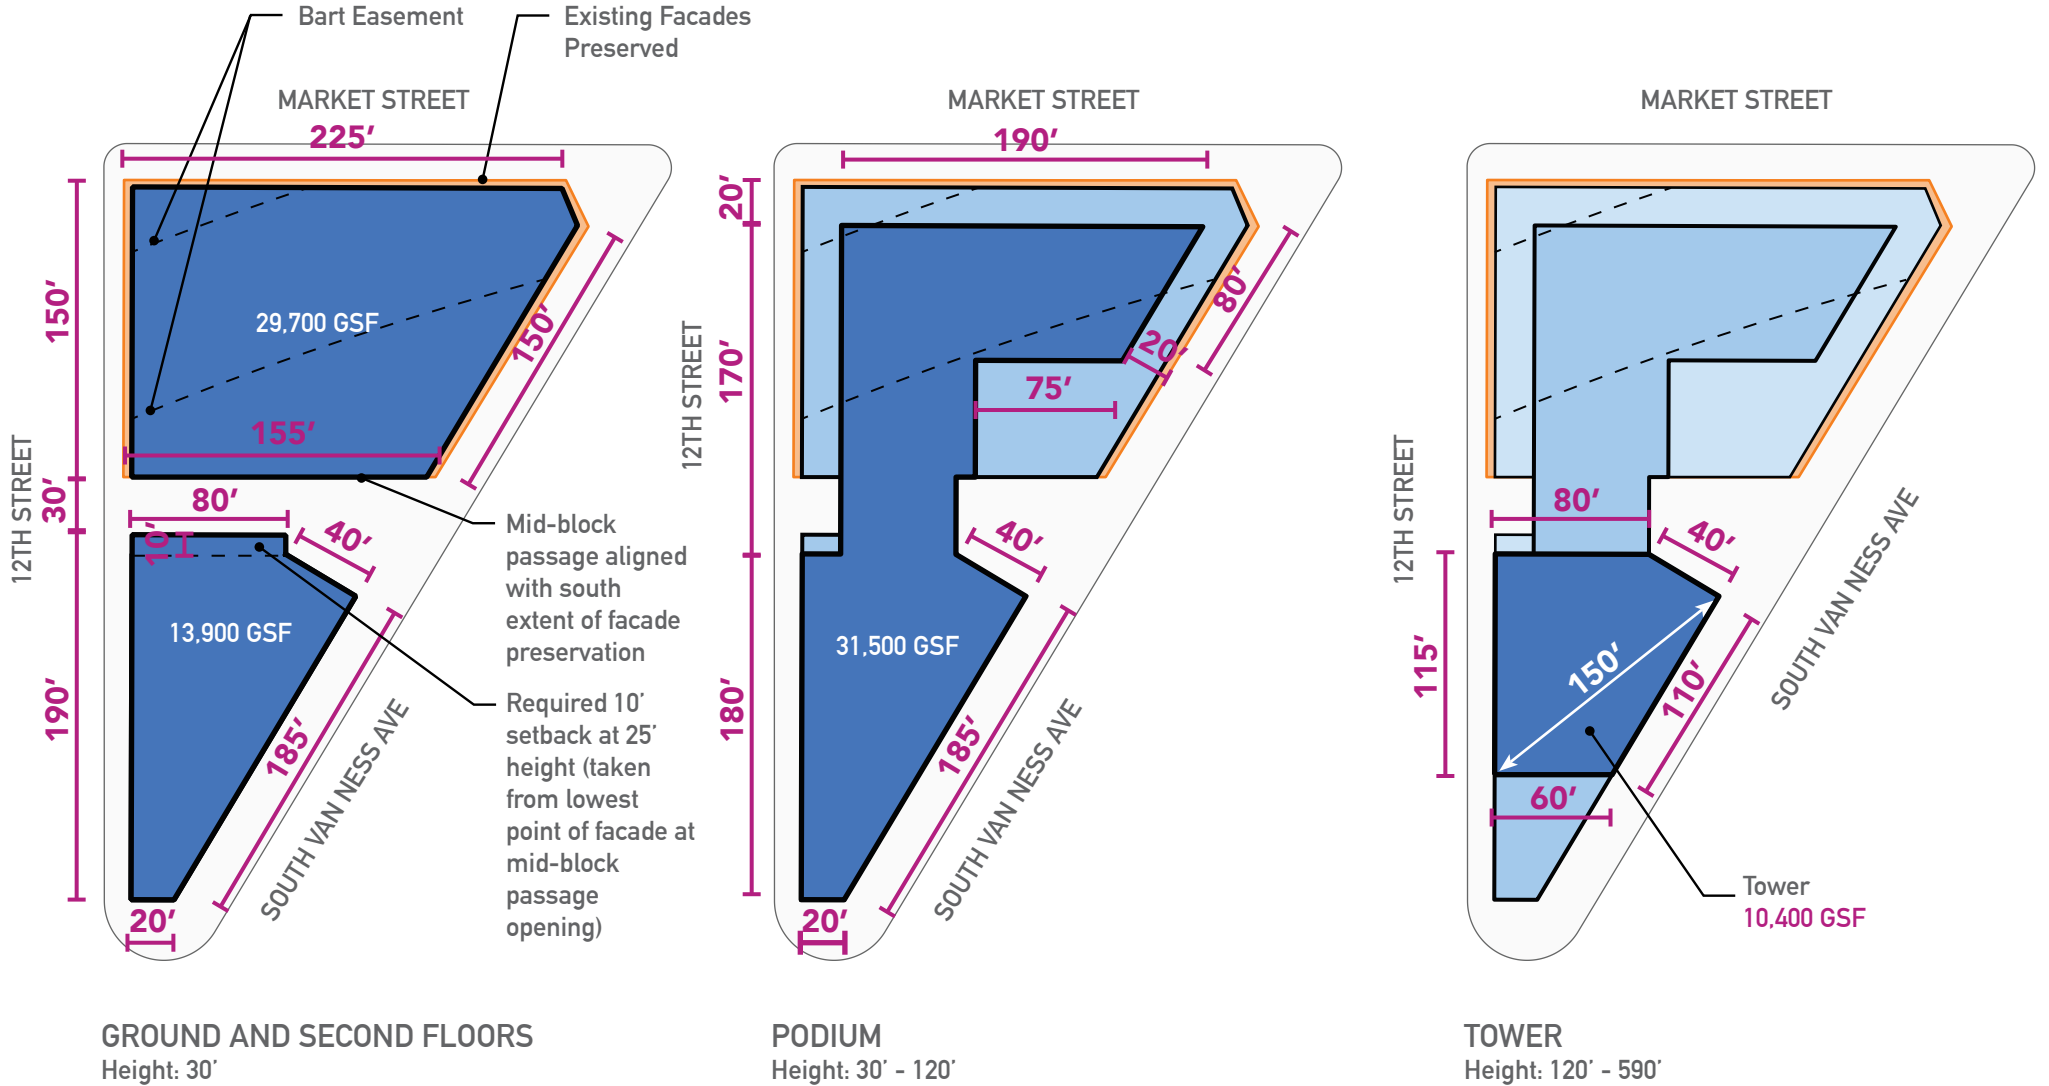 Bart Easement
Existing Facades
Preserved
MARKET STREET
225’
150’
29,700 GSF
150’
155’
30’
12TH STREET
80’
10’
40’
Mid-block
passage aligned
with south
extent of facade
preservation
13,900 GSF
190’
185’
Required 10’
setback at 25’
height (taken
from lowest
point of facade at
mid-block
passage
opening)
SOUTH VAN NESS AVE
20’
GROUND AND SECOND FLOORS
Height: 30’
MARKET STREET
190’
20’
80’
170’
12TH STREET
20’
75’
40’
31,500 GSF
180’
185’
SOUTH VAN NESS AVE
20’
PODIUM
Height: 30’ - 120’
MARKET STREET
12TH STREET
80’
40’
SOUTH VAN NESS AVE
115’
150’
110’
60’
Tower
10,400 GSF
TOWER
Height: 120’ - 590’